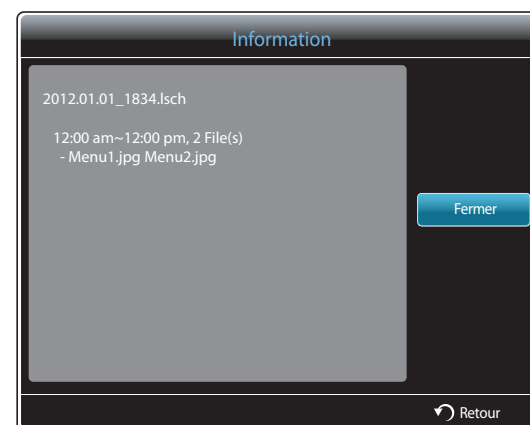 Information
2012.01.01_1834.lsch
12:00 am~12:00 pm, 2 File(s)
- Menu1.jpg Menu2.jpg
Fermer
Retour